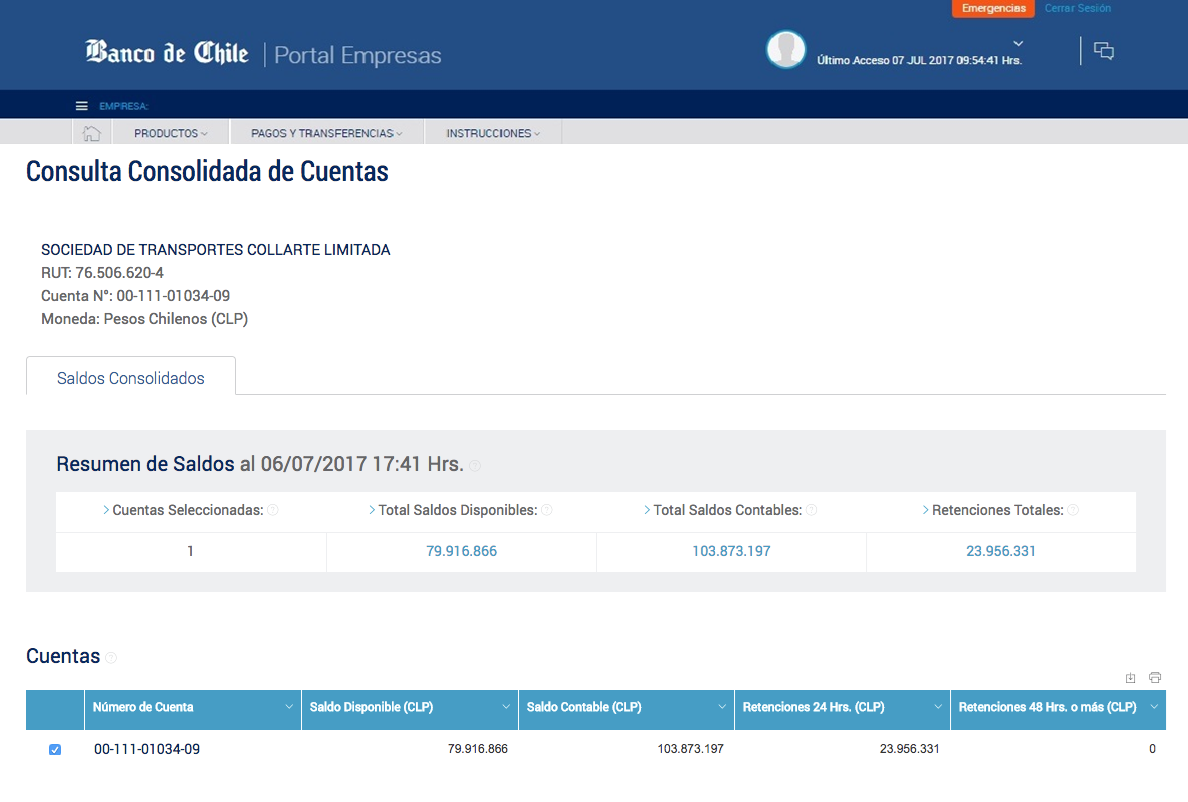 Emergencias Cerrar Sesión
Banco de Chile | Portal Empresas
Último Acceso 07 JUL 2017 09:54:41 Hrs.
EMPRESA:
PRODUCTOS PAGOS Y TRANSFERENCIAS INSTRUCCIONES
Consulta Consolidada de Cuentas
SOCIEDAD DE TRANSPORTES COLLARTE LIMITADA
RUT: 76.506.620-4
Cuenta N°: 00-111-01034-09
Moneda: Pesos Chilenos (CLP)
Saldos Consolidados
Resumen de Saldos al 06/07/2017 17:41 Hrs.
Cuentas Seleccionadas: Total Saldos Disponibles: Total Saldos Contables: Retenciones Totales:
1 79.916.866 103.873.197 23.956.331
Cuentas
Número de Cuenta Saldo Disponible (CLP) Saldo Contable (CLP) Retenciones 24 Hrs. (CLP) Retenciones 48 Hrs. o más (CLP)
00-111-01034-09 79.916.866 103.873.197 23.956.331 0